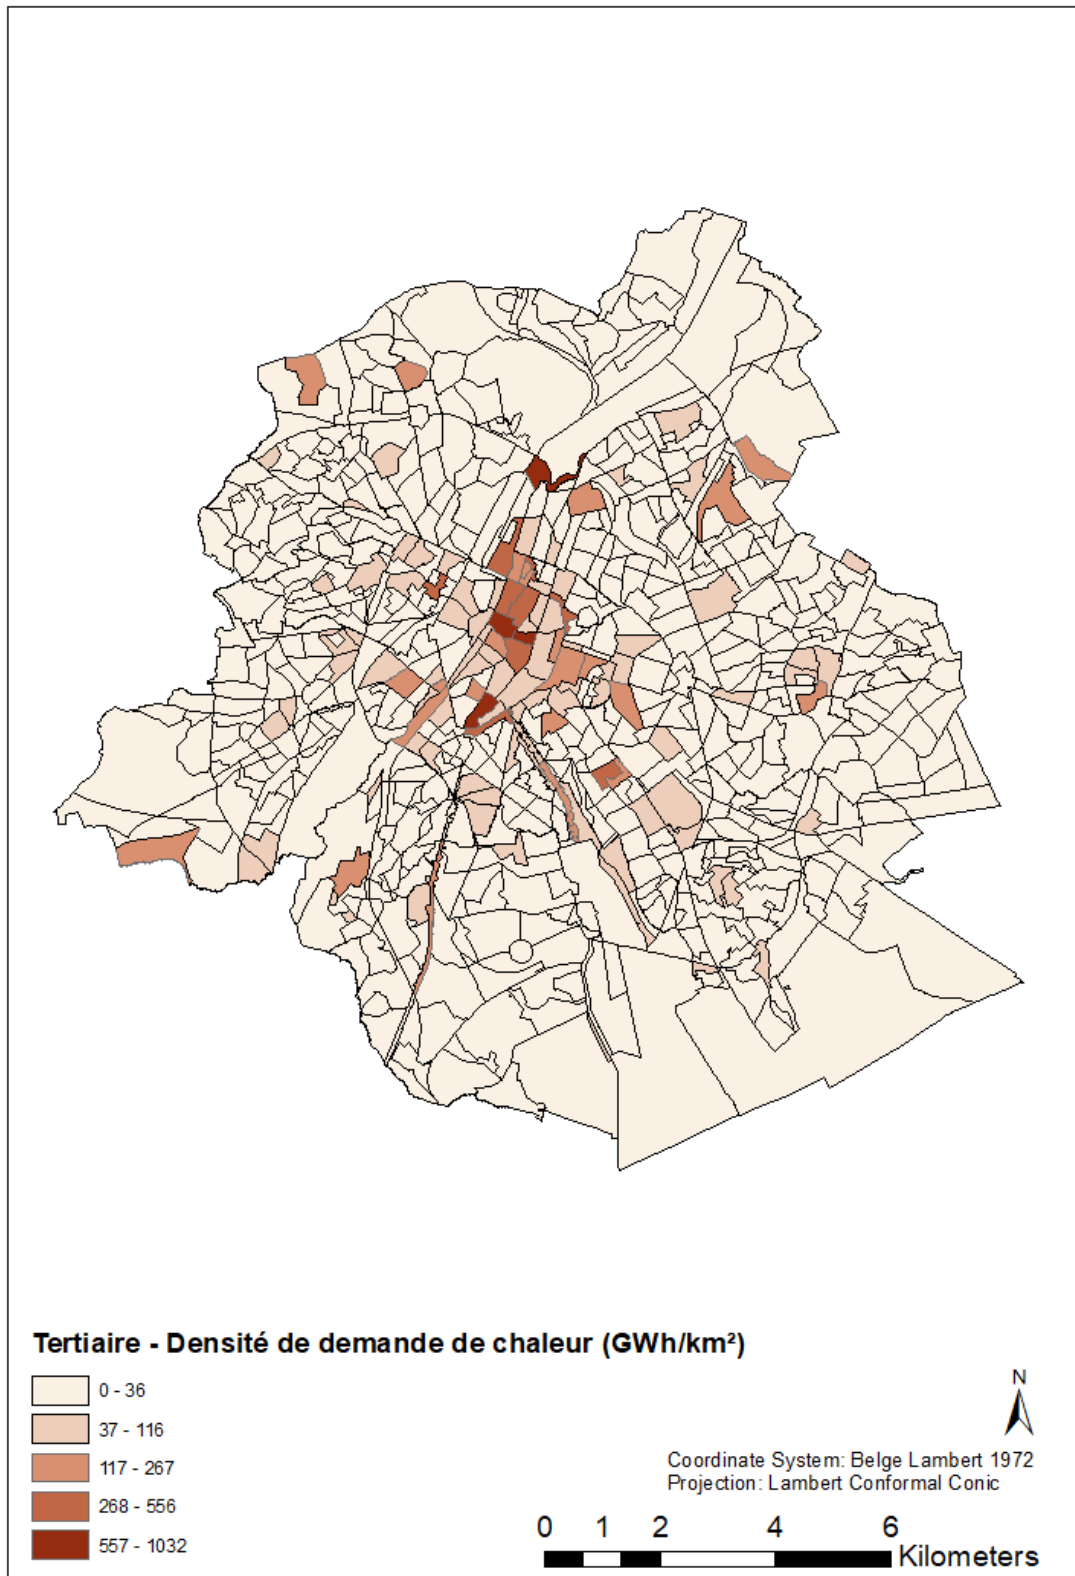 Tertiaire - Densité de demande de chaleur (GWh/km²)
0 - 36
37 - 116
117 - 267
268 - 556
557 - 1032
N
Coordinate System: Belge Lambert 1972
Projection: Lambert Conformal Conic
0 1 2 4 6
Kilometers